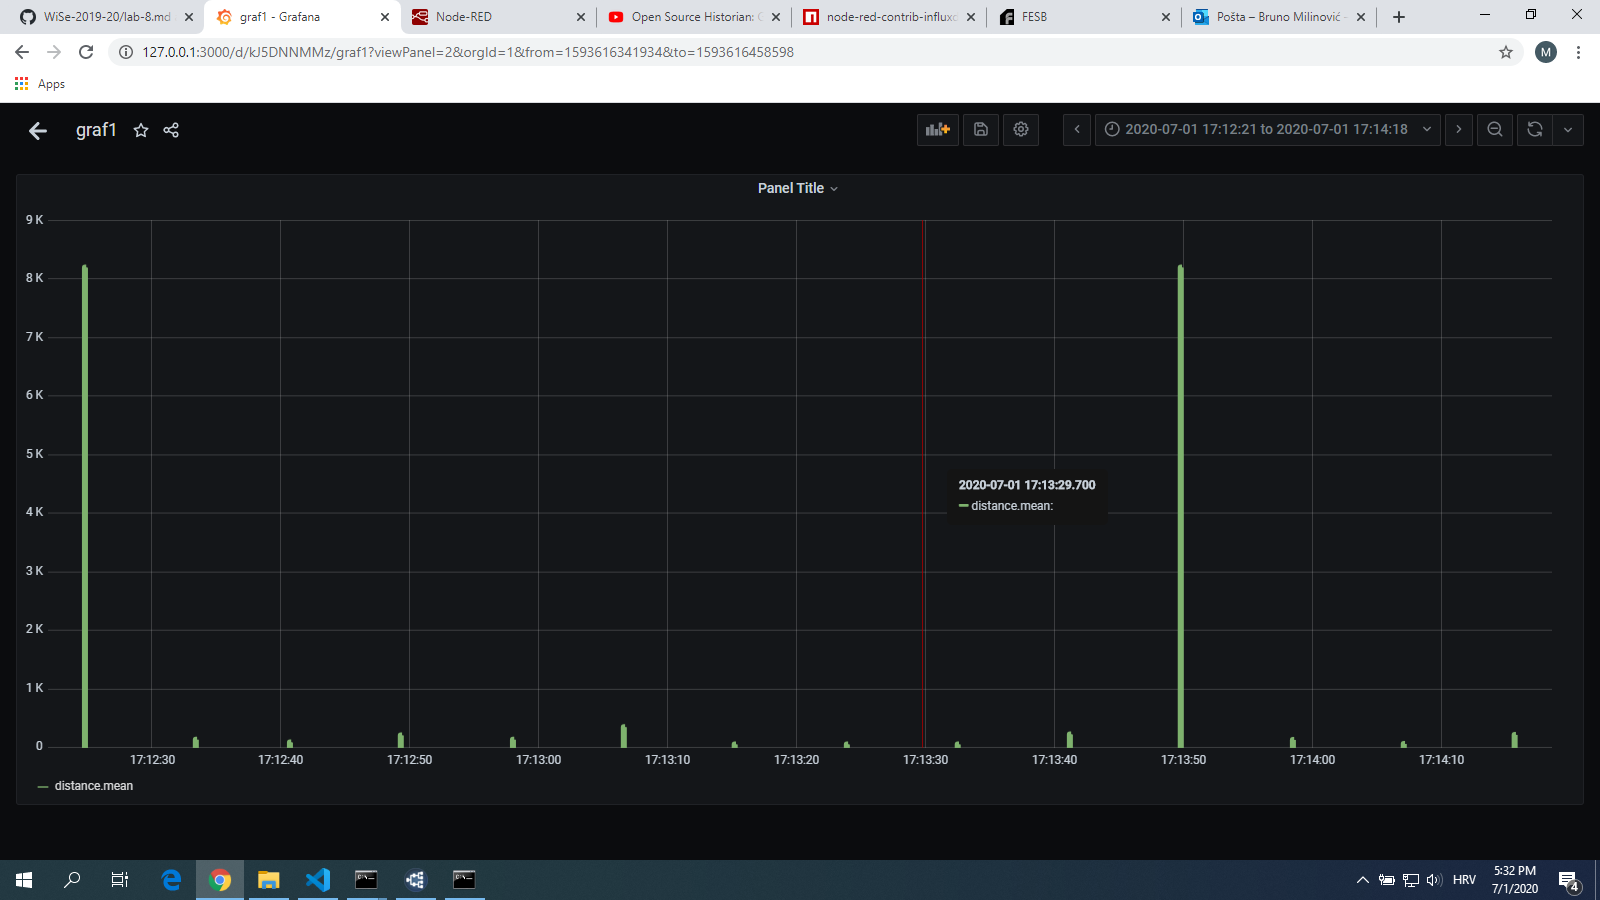 WiSe-2019-20/lab-8.md
graf1 - Grafana
Node-RED
Open Source Historian:
node-red-contrib-influx
FESB
Pošta – Bruno Milinović -
127.0.0.1:3000/d/kJ5DNNMMz/graf1?viewPanel=2&orgId=1&from=1593616341934&to=1593616458598
M
Apps
graf1
2020-07-01 17:12:21 to 2020-07-01 17:14:18
Panel Title
9 K
8 K
7 K
6 K
5 K
4 K
3 K
2 K
1 K
0
2020-07-01 17:13:29.700
distance.mean:
17:12:30 17:12:40 17:12:50 17:13:00 17:13:10 17:13:20 17:13:30 17:13:40 17:13:50 17:14:00 17:14:10
distance.mean
HRV
5:32 PM
7/1/2020
4